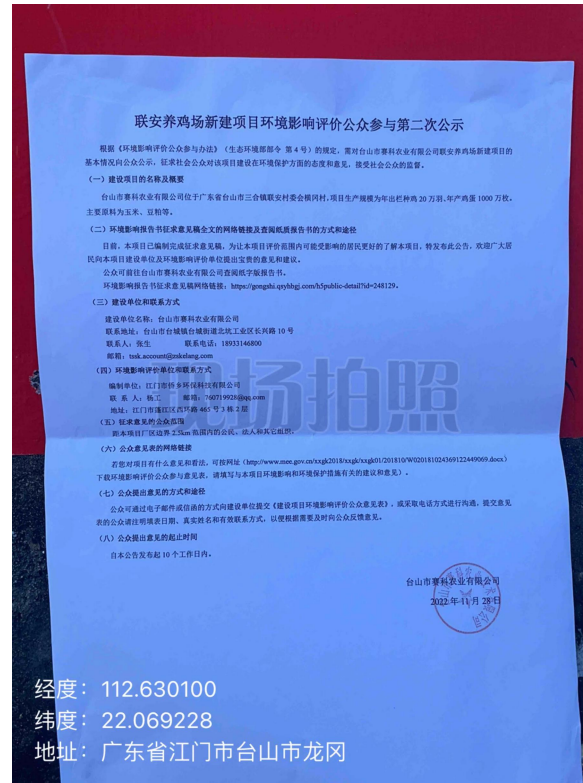 联安养鸡场新建项目环境影响评价公众参与第二次公示
根据《环境影响评价公众参与办法》（生态环境部部令 第4号）的规定，需对台山市赛科农业有限公司联安养鸡场新建项目的
基本情况向公众公示，征求社会公众对该项目建设在环境保护方面的态度和意见，接受社会公众的监督。
（一）建设项目的名称及概要
台山市赛科农业有限公司位于广东省台山市三合镇联安村委会横冈村，项目生产规模为年出栏种鸡20万羽、年产鸡蛋1000万枚。
主要原料为玉米、豆粕等。
（二）环境影响报告书征求意见稿全文的网络链接及查阅纸质报告书的方式和途径
目前，本项目已编制完成征求意见稿，为让本项目评价范围内可能受影响的居民更好的了解本项目，特发布此公告，欢迎广大居
民向本项目建设单位及环境影响评价单位提出宝贵的意见和建议。
公众可前往台山市赛科农业有限公司查阅纸字版报告书。
环境影响报告书征求意见稿网络链接：https://gongshi.qsyhbgj.com/h5public-detail?id=248129。
（三）建设单位和联系方式
建设单位名称：台山市赛科农业有限公司
联系地址：台山市台城镇台城街道北坑工业区长兴路10号
联系人：张生 联系电话：18933146800
邮箱：tssk.account@zskelang.com
（四）环境影响评价单位和联系方式
编制单位：江门市侨乡环保科技有限公司
联 系 人：杨工 邮箱：760719928@qq.com
地址：江门市蓬江区西环路465号3栋2层
现场拍照
（五）征求意见的公众范围
距本项目厂区边界2.5km范围内的公民、法人和其它组织。
（六）公众意见表的网络链接
若您对项目有什么意见和看法，可按网址（http://www.mee.gov.cn/xxgk2018/xxgk/xxgk01/201810/W020181024369122449069.docx）
下载环境影响评价公众参与意见表，请填写与本项目环境影响和环境保护措施有关的建议和意见）。
（七）公众提出意见的方式和途径
公众可通过电子邮件或信函的方式向建设单位提交《建设项目环境影响评价公众意见表》，或采取电话方式进行沟通，提交意见
表的公众请注明填表日期、真实姓名和有效联系方式，以便根据需要及时向公众反馈意见。
（八）公众提出意见的起止时间
自本公告发布起10个工作日内。
台山市赛科农业有限公司
2022年11月28日
经度：112.630100
纬度：22.069228
地址：广东省江门市台山市龙冈